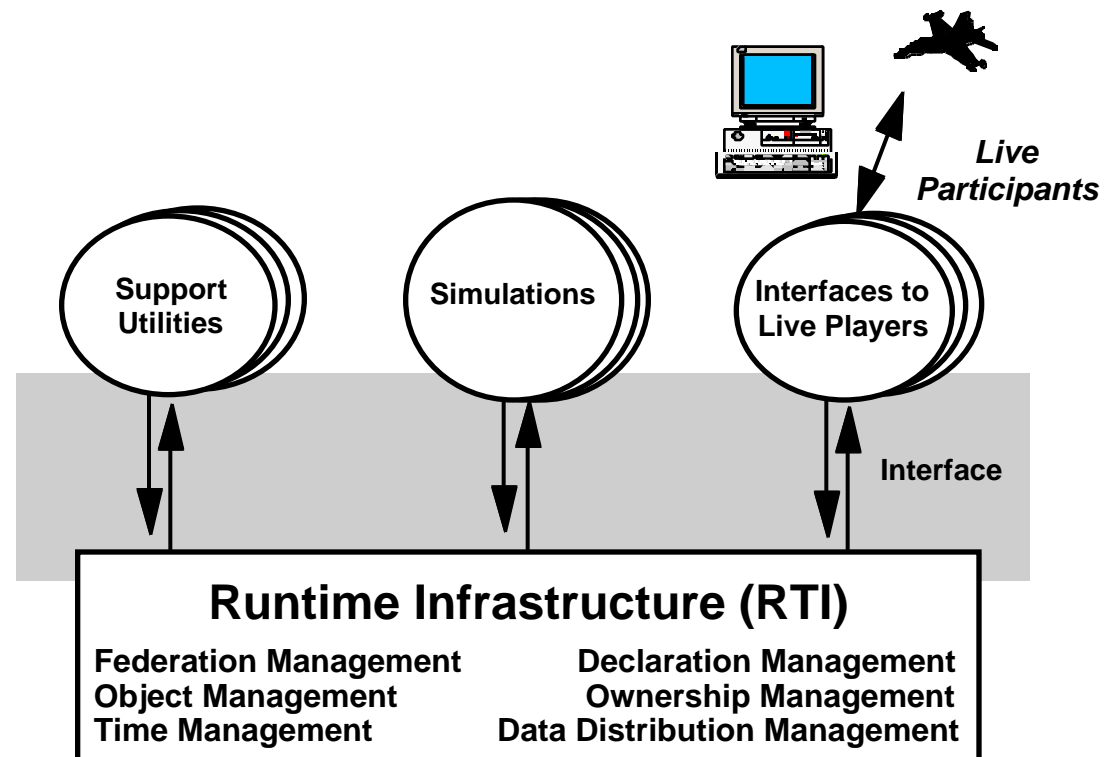 Live
Participants
Support
Utilities
Simulations
Interfaces to
Live Players
Interface
Runtime Infrastructure (RTI)
Federation Management
Object Management
Time Management
Declaration Management
Ownership Management
Data Distribution Management